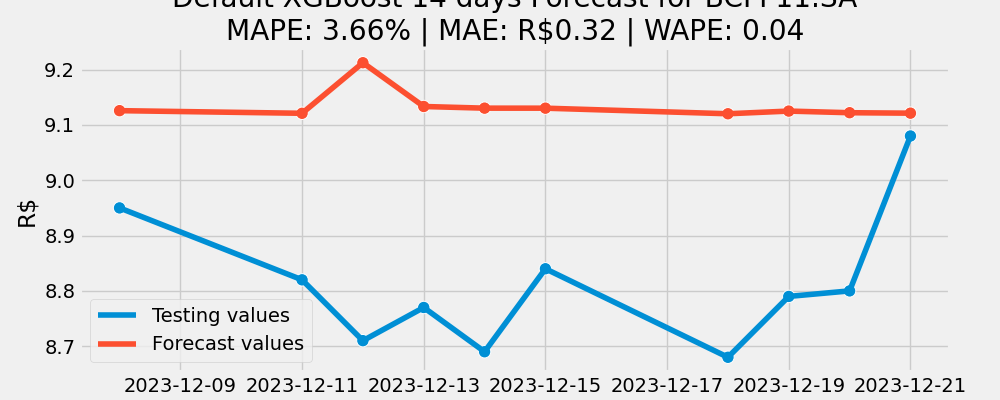 Default XGBoost 14 days Forecast for BCFF11.SA
MAPE: 3.66% | MAE: R$0.32 | WAPE: 0.04
9.2
9.1
9.0
8.9
8.8
8.7
R$
Testing values
Forecast values
2023-12-09 2023-12-11 2023-12-13 2023-12-15 2023-12-17 2023-12-19 2023-12-21